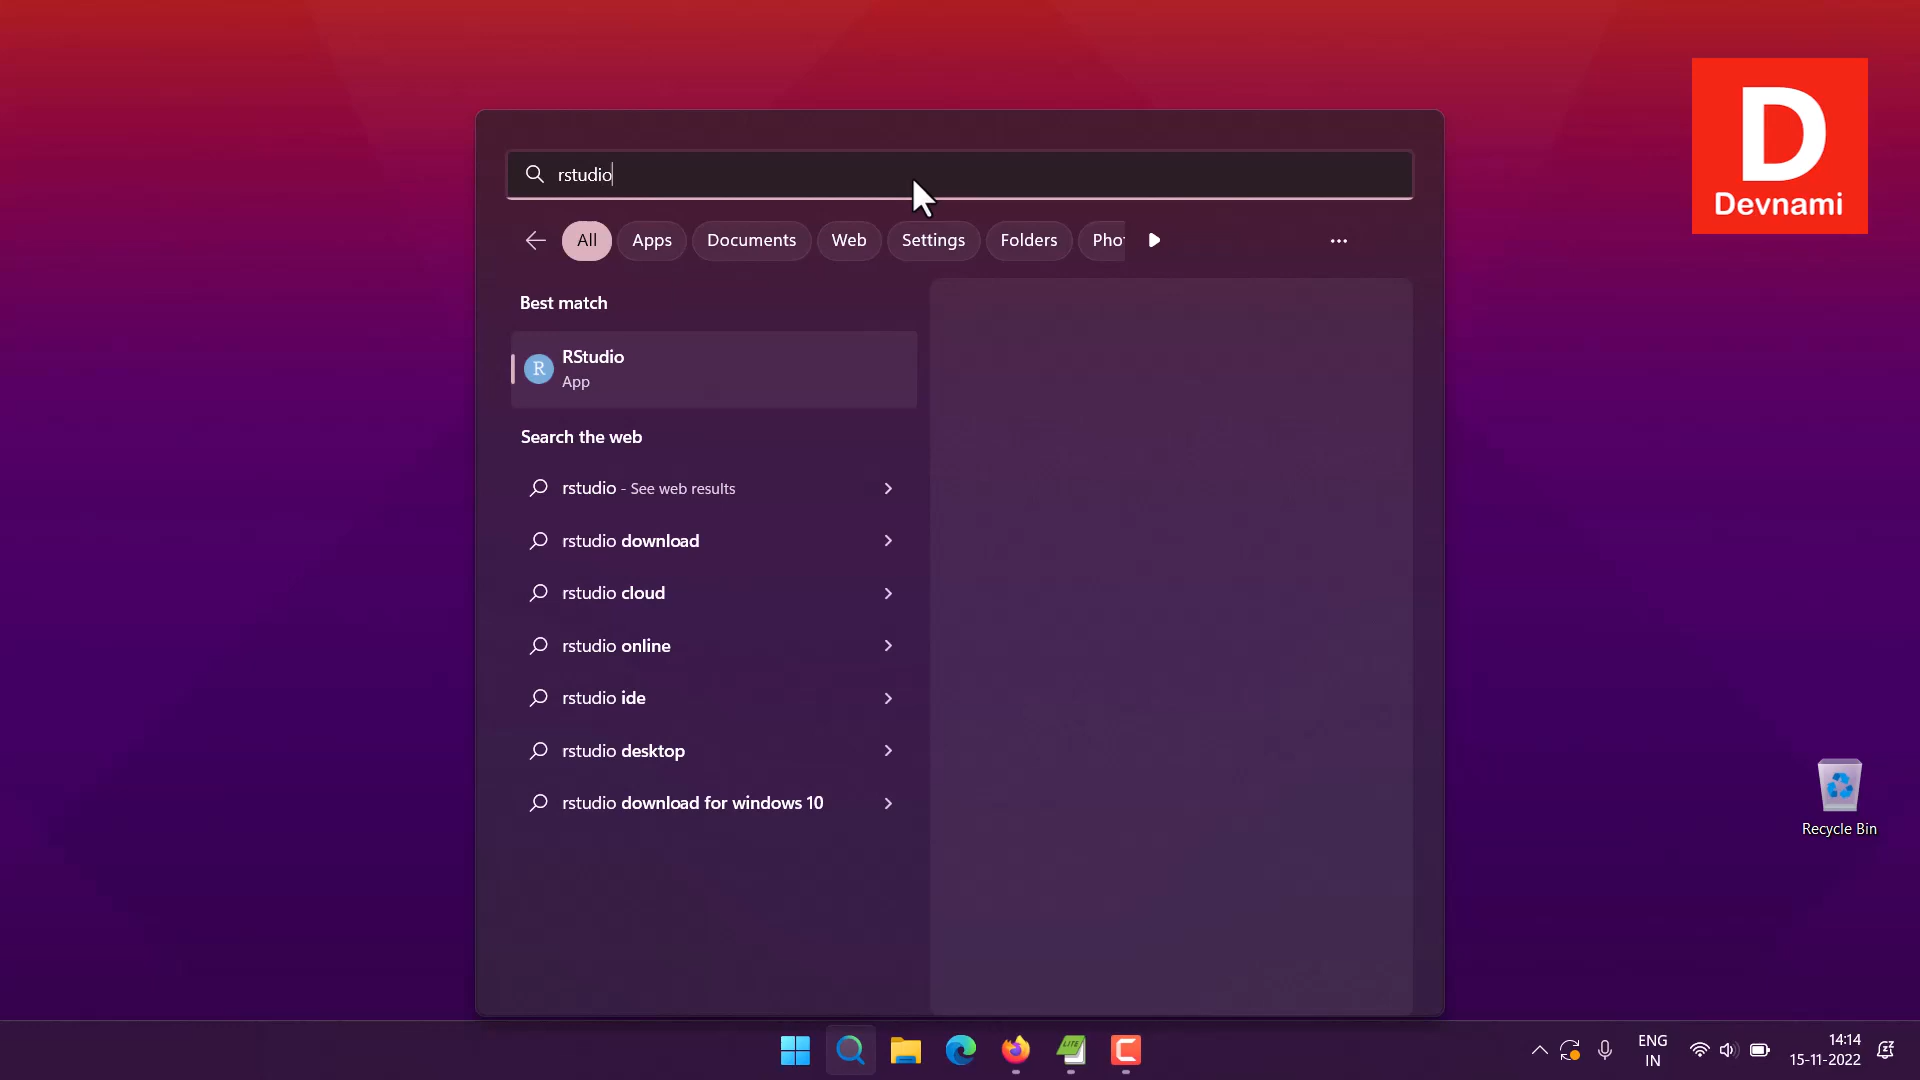 D
Devnami
rstudio
All
Apps
Documents
Web
Settings
Folders
Pho
Best match
R
RStudio
App
Search the web
rstudio - See web results
rstudio download
rstudio cloud
rstudio online
rstudio ide
rstudio desktop
rstudio download for windows 10
Recycle Bin
LITE
C
ENG
IN
14:14
15-11-2022